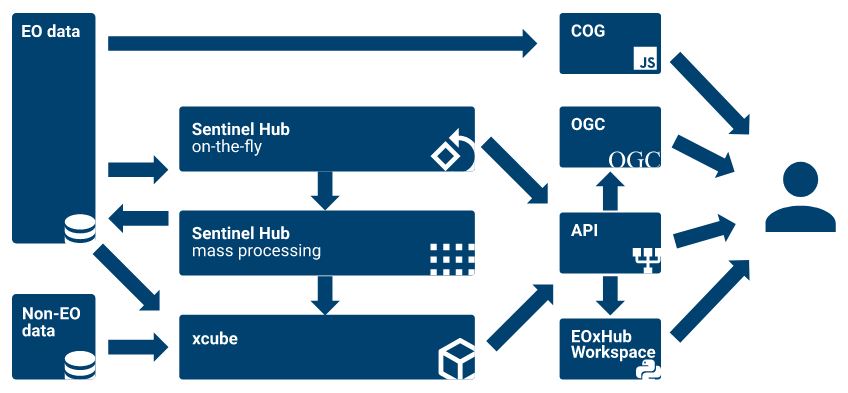 EO data
COG
JS
Sentinel Hub
on-the-fly
OGC
OGC
Sentinel Hub
mass processing
API
Non-EO
data
xcube
EOxHub
Workspace